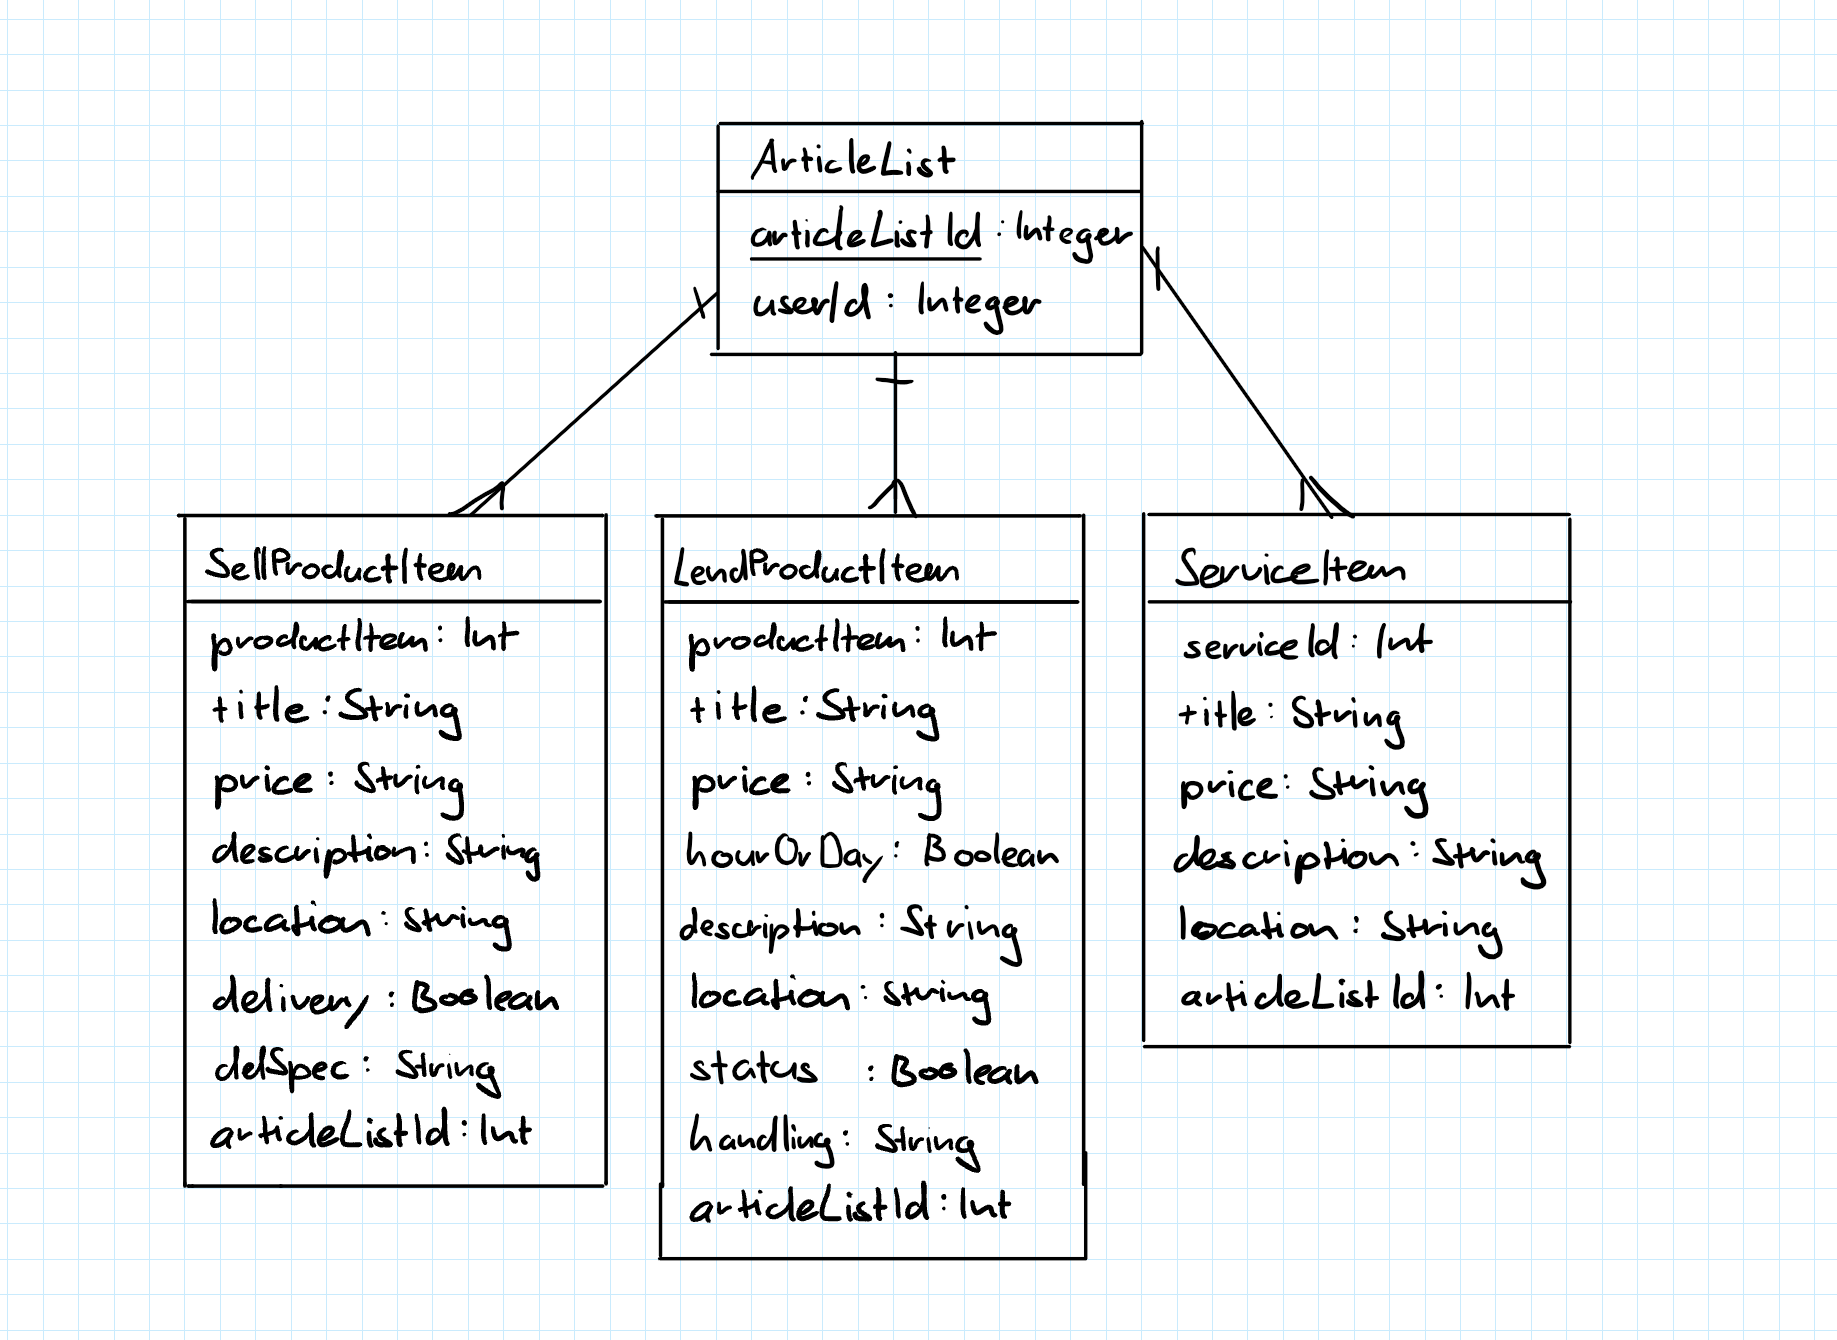 ArticleList
articleListId : Integer
userId : Integer
SellProductItem
productItem : Int
title : String
price : String
description : String
location : String
delivery : Boolean
delSpec : String
articleListId : Int
LendProductItem
productItem : Int
title : String
price : String
hourOrDay : Boolean
description : String
location : String
status : Boolean
handling : String
articleListId : Int
ServiceItem
serviceId : Int
title : String
price : String
description : String
location : String
articleListId : Int